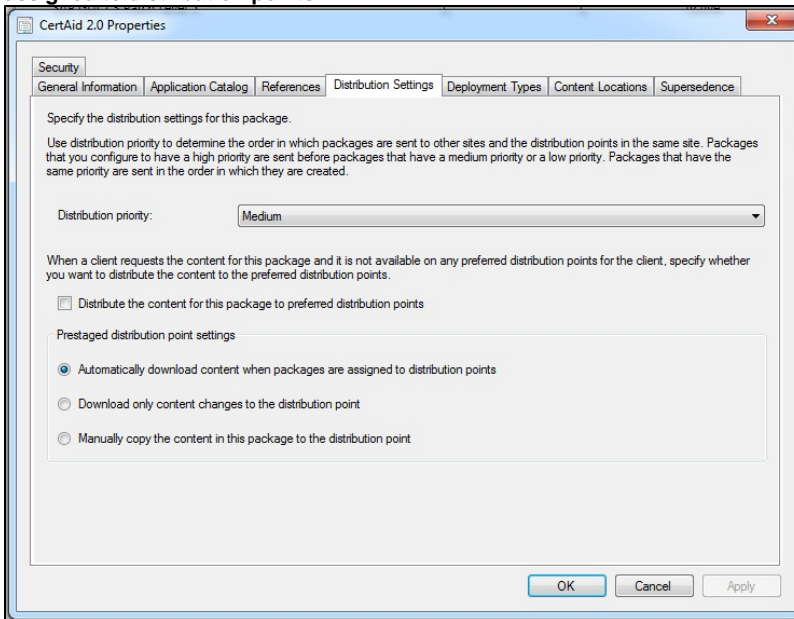 CertAid 2.0 Properties
Security
General Information Application Catalog References Distribution Settings Deployment Types Content Locations Supersedence
Specify the distribution settings for this package.
Use distribution priority to determine the order in which packages are sent to other sites and the distribution points in the same site. Packages
that you configure to have a high priority are sent before packages that have a medium priority or a low priority. Packages that have the
same priority are sent in the order in which they are created.
Distribution priority: Medium
When a client requests the content for this package and it is not available on any preferred distribution points for the client, specify whether
you want to distribute the content to the preferred distribution points.
Distribute the content for this package to preferred distribution points
Prestaged distribution point settings
Automatically download content when packages are assigned to distribution points
Download only content changes to the distribution point
Manually copy the content in this package to the distribution point
OK Cancel Apply